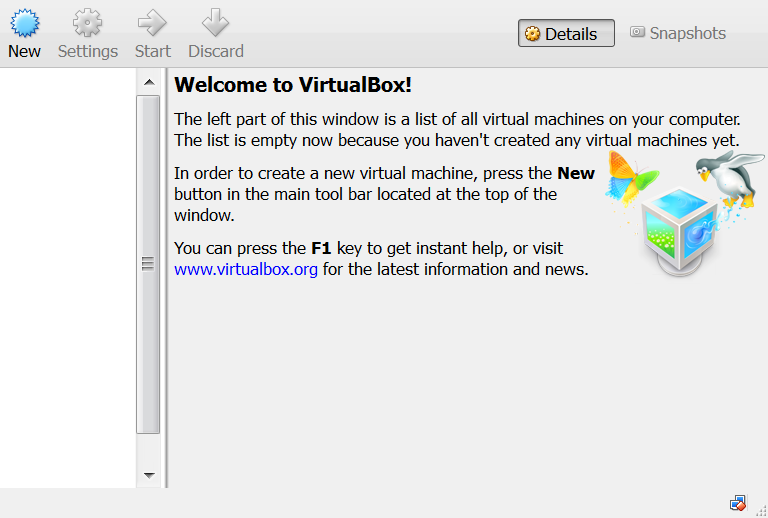 New Settings Start Discard Details Snapshots
Welcome to VirtualBox!
The left part of this window is a list of all virtual machines on your computer.
The list is empty now because you haven't created any virtual machines yet.
In order to create a new virtual machine, press the New
button in the main tool bar located at the top of the
window.
You can press the F1 key to get instant help, or visit
www.virtualbox.org for the latest information and news.